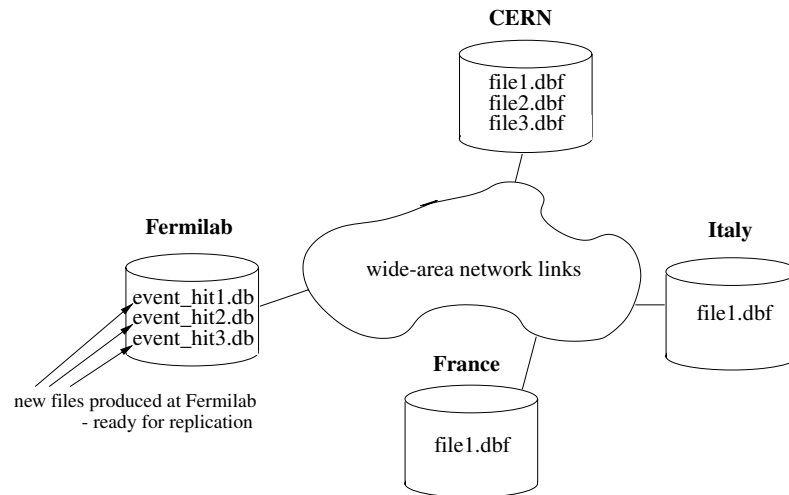 CERN
file1.dbf
file2.dbf
file3.dbf
Fermilab
event_hit1.db
event_hit2.db
event_hit3.db
new files produced at Fermilab
- ready for replication
wide-area network links
Italy
file1.dbf
France
file1.dbf